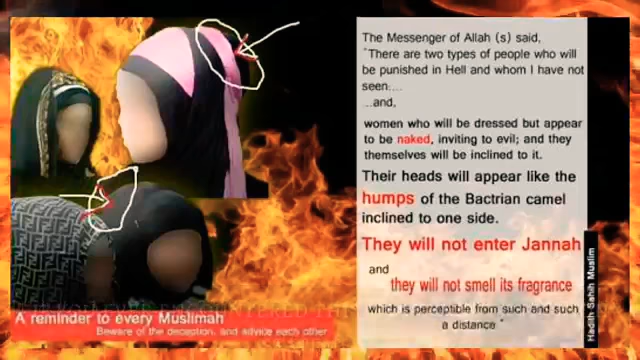 The Messenger of Allah (s) said,
"There are two types of people who will
be punished in Hell and whom I have not
seen....
..and,
women who will be dressed but appear
to be naked, inviting to evil; and they
themselves will be inclined to it.
Their heads will appear like the
humps of the Bactrian camel
inclined to one side.
They will not enter Jannah
and
they will not smell its fragrance
which is perceptible from such and such
a distance"
Hadith Sahih Muslim
A reminder to every Muslimah
Beware of the deception, and advice each other